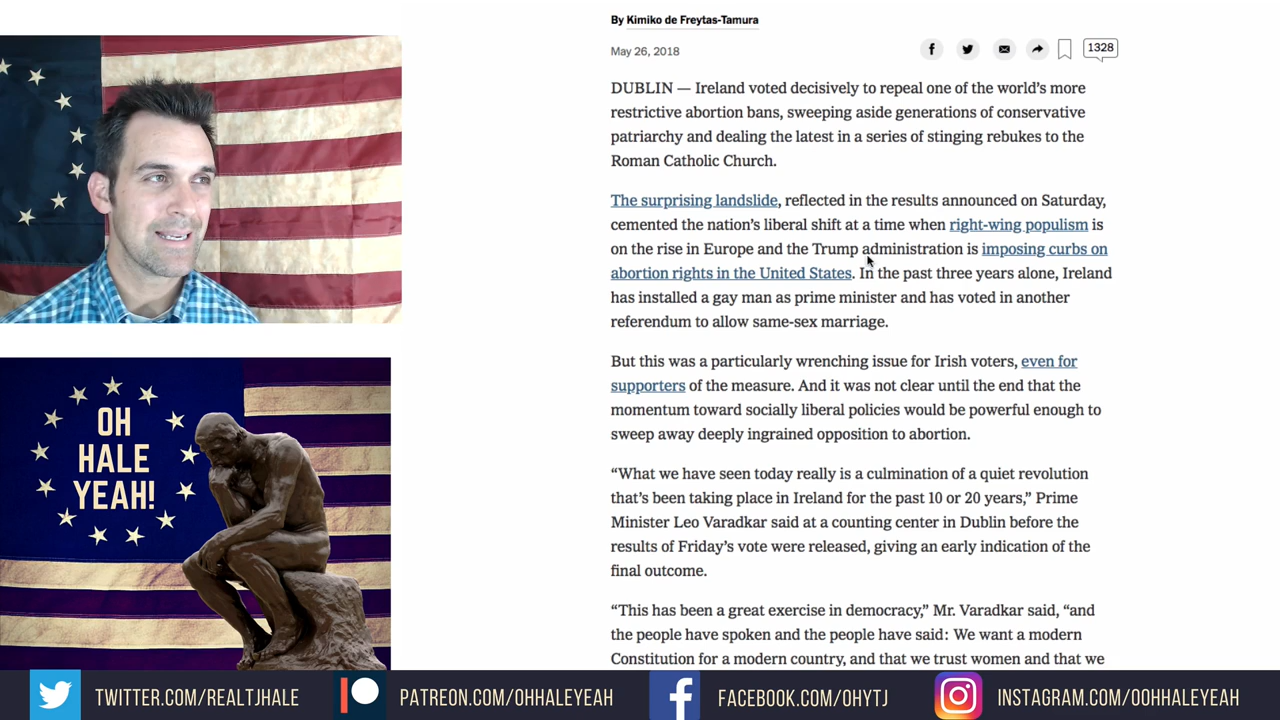 By Kimiko de Freytas-Tamura
May 26, 2018
1328
DUBLIN — Ireland voted decisively to repeal one of the world’s more
restrictive abortion bans, sweeping aside generations of conservative
patriarchy and dealing the latest in a series of stinging rebukes to the
Roman Catholic Church.
The surprising landslide, reflected in the results announced on Saturday,
cemented the nation’s liberal shift at a time when right-wing populism is
on the rise in Europe and the Trump administration is imposing curbs on
abortion rights in the United States. In the past three years alone, Ireland
has installed a gay man as prime minister and has voted in another
referendum to allow same-sex marriage.
But this was a particularly wrenching issue for Irish voters, even for
supporters of the measure. And it was not clear until the end that the
momentum toward socially liberal policies would be powerful enough to
sweep away deeply ingrained opposition to abortion.
“What we have seen today really is a culmination of a quiet revolution
that’s been taking place in Ireland for the past 10 or 20 years,” Prime
Minister Leo Varadkar said at a counting center in Dublin before the
results of Friday’s vote were released, giving an early indication of the
final outcome.
“This has been a great exercise in democracy,” Mr. Varadkar said, “and
the people have spoken and the people have said: We want a modern
Constitution for a modern country, and that we trust women and that we
OH
HALE
YEAH!
TWITTER.COM/REALTJHALE
PATREON.COM/OHHALEYEAH
FACEBOOK.COM/OHYTJ
INSTAGRAM.COM/OOHHALEYEAH